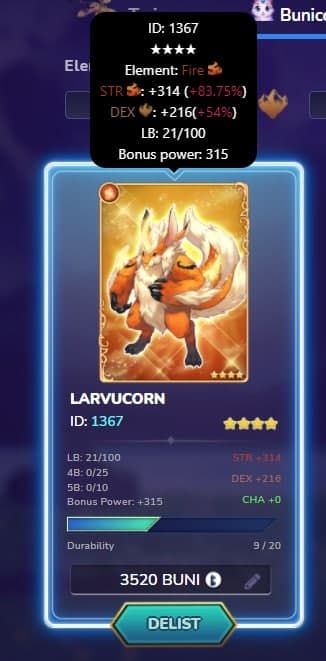 Bunico
ID: 1367
★★★★
Ele
Element: Fire
STR : +314 (+83.75%)
DEX : +216(+54%)
LB: 21/100
Bonus power: 315
LARVUCORN
ID: 1367
LB: 21/100
STR +314
4B: 0/25
DEX +216
5B: 0/10
CHA +0
Bonus Power: +315
Durability
9 / 20
3520 BUNI
DELIST